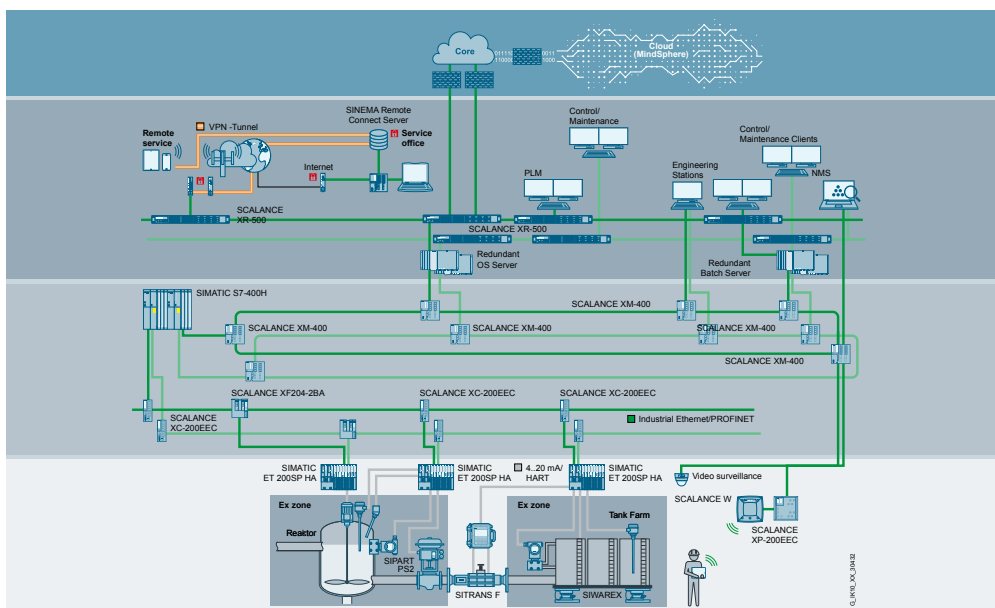 Core
011110
110000
0011
1000
Cloud
(MindSphere)
SINEMA Remote
Connect Server
VPN -Tunnel
Remote
service
Service
office
Internet
Control/
Maintenance
Control/
Maintenance Clients
Engineering
Stations
PLM
NMS
SCALANCE
XR-500
SCALANCE XR-500
Redundant
OS Server
Redundant
Batch Server
SIMATIC S7-400H
SCALANCE XM-400
SCALANCE XM-400
SCALANCE XM-400
SCALANCE XM-400
SCALANCE XM-400
SCALANCE XF204-2BA
SCALANCE XC-200EEC
SCALANCE XC-200EEC
SCALANCE
XC-200EEC
Industrial Ethernet/PROFINET
SIMATIC
ET 200SP HA
SIMATIC
ET 200SP HA
4..20 mA/
HART
SIMATIC
ET 200SP HA
Video surveillance
SCALANCE W
SCALANCE
XP-200EEC
Ex zone
Reaktor
SIPART
PS2
SITRANS F
Ex zone
Tank Farm
SIWAREX
G_IK10_XX_30432